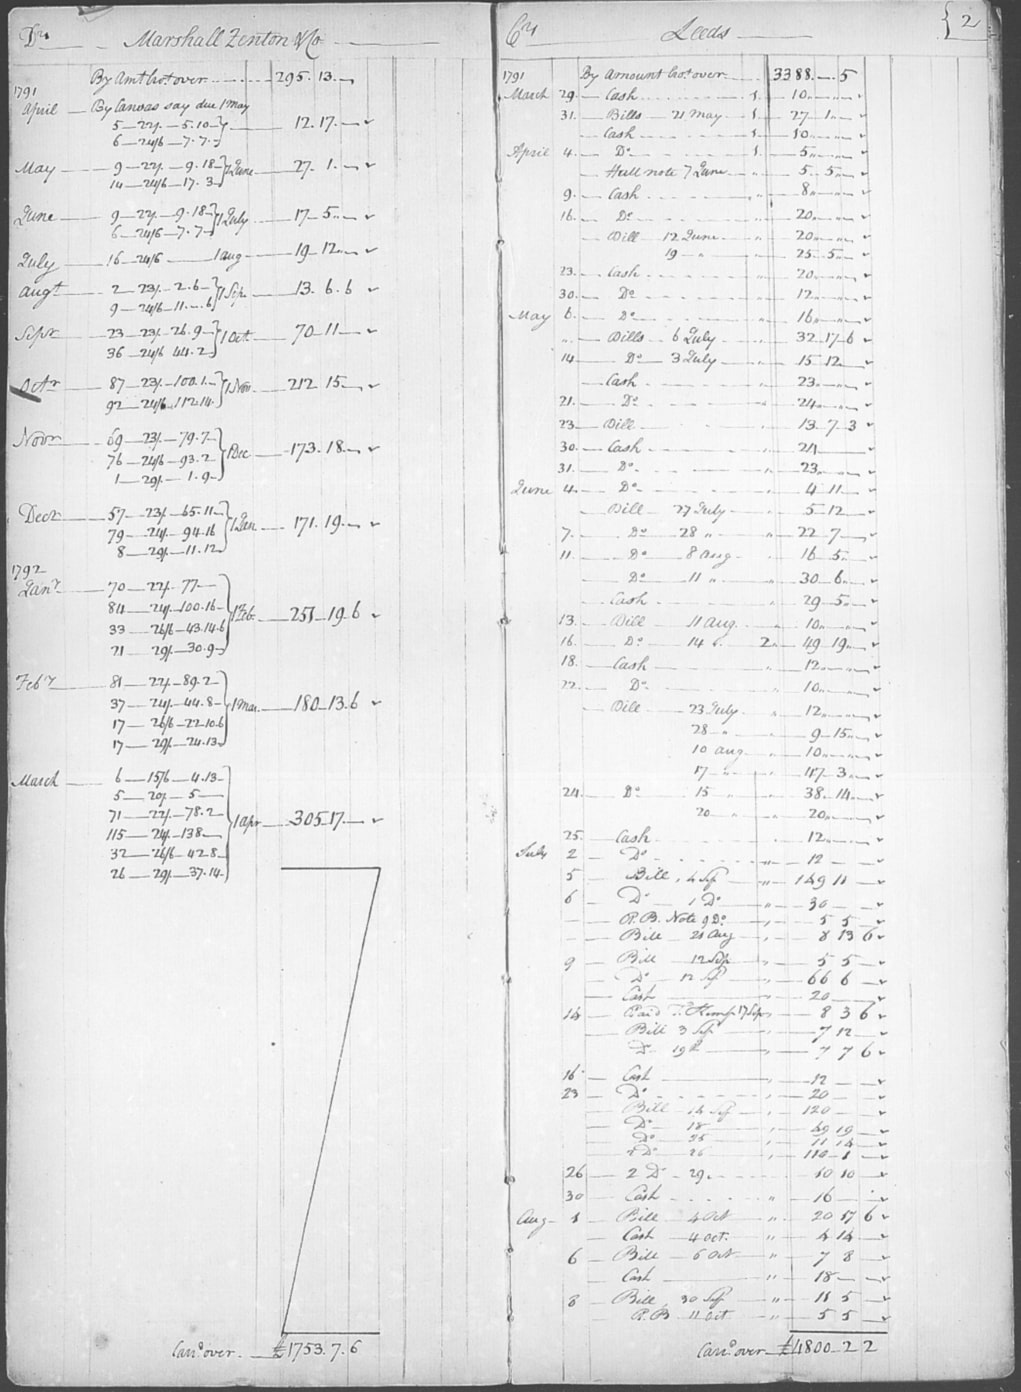 Dr Marshall Fenton & Co
By Amt brot over 295. 13. -
1791
April By Canvas say due 1 May
5 - 22/. - 5.10
6 - 24/6 - 7.7. 12. 17. -
May 9 - 22/. - 9.18
14 - 24/6 - 17. 3 1 June 27. 1. -
June 9 - 22/. - 9.18
6 - 24/6 - 7.7 1 July 17 - 5 -
July 16 - 24/6 1 Aug 19 - 12 -
Augt 2 - 23/. - 2.6
9 - 24/6 - 11. - .6 1 Sep. 13. 6. 6
Sepr 23 - 23/. - 26.9
36 - 24/6 44.2 1 Oct 70 - 11 -
Octr 87 - 23/. - 100.1
92 - 24/6 - 112.14. 1 Nov 212 15 -
Novr 69 - 23/. - 79.7
76 - 24/6 - 93.2
1 - 29/. - 1.9 1 Dec 173. 18 -
Decr 57 - 23/. - 65.11
79 - 24/. - 94.16
8 - 29/. - 11.12 1 Jan. 171. 19 -
1792
Janr 70 - 22/. - 77 -
84 - 24/. - 100.16
33 - 26/6 - 43.14.6
21 - 29/. - 30.9 1 Feb. 251 - 19. 6
Febr 81 - 22/. - 89.2
37 - 24/. - 44.8
17 - 26/6 - 22.10.6
17 - 29/. - 24.13 1 Mar. 180. 13. 6
March 6 - 15/6 - 4.13
5 - 20/. - 5 -
71 - 22/. - 78.2
115 - 24/. - 138
32 - 26/6 - 42.8
26 - 29/. - 37.14 1 Apr 305 17 -
Carrd over. £1753. 7. 6
Cr Leeds 2
1791 By Amount brot over 3388. - 5
March 29 Cash 10 - -
31. Bills 21 May 27 1 -
Cash 10 - -
April 4 Do 5 - -
Hull note 7 June 5 5 -
9. Cash 8 - -
16. Do 20 - -
Bill 12 June 20 - -
19 " 25 5 -
23. Cash 20 - -
30. Do 12 - -
May 6. Do 16 - -
" Bills 6 July 32 17 6
14 Do 3 July 15 12 -
Cash 23 - -
21. Do 24 - -
23 Bill 13 7 3
30. Cash 21 - -
31. Do 23 - -
June 4 Do 4 11 -
Bill 27 July 5 12 -
7. Do 28 " 22 7 -
11. Do 8 Aug 16 5 -
Do 11 " 30 6 -
Cash 29 5 -
13. Bill 11 Aug. 10 - -
16. Do 14 " 2 49 19 -
18. Cash 12 - -
22. Do 10 - -
Bill 23 July 12 - -
28 " 9 15 -
10 Aug 10 - -
17 " 47 3 -
24. Do 15 " 38. 14 -
20 " 20 - -
25. Cash 12 - -
July 2 Do 12 -
5 Bill 4 Sep 149 11 -
6 Do 1 Do 30 -
P.B. Note 9 Do 5 5 -
Bill 21 Aug 8 13 6
9 Bill 12 Sep 5 5 -
Do 12 Sep 66 6 -
Cash 20 -
14 Paid 17 Sep 8 3 6
Bill 3 Sep 7 12 -
Do 19th 7 7 6
16 Cash 12 -
23 Do 20 -
Bill 14 Sep 120 -
Do 18 49 19 -
Do 25 11 14 -
2 Do 26 110 1 -
26 2 Do 29 10 10 -
30 Cash 16 -
Aug 1 Bill 4 Oct 20 17 6
Cash 4 Oct. 4 14 -
6 Bill 6 Oct 7 8 -
Cash 18 -
8 Bill 30 Sep 11 5 -
P.B 11 Oct 5 5 -
Carrd over £4800 - 2 2